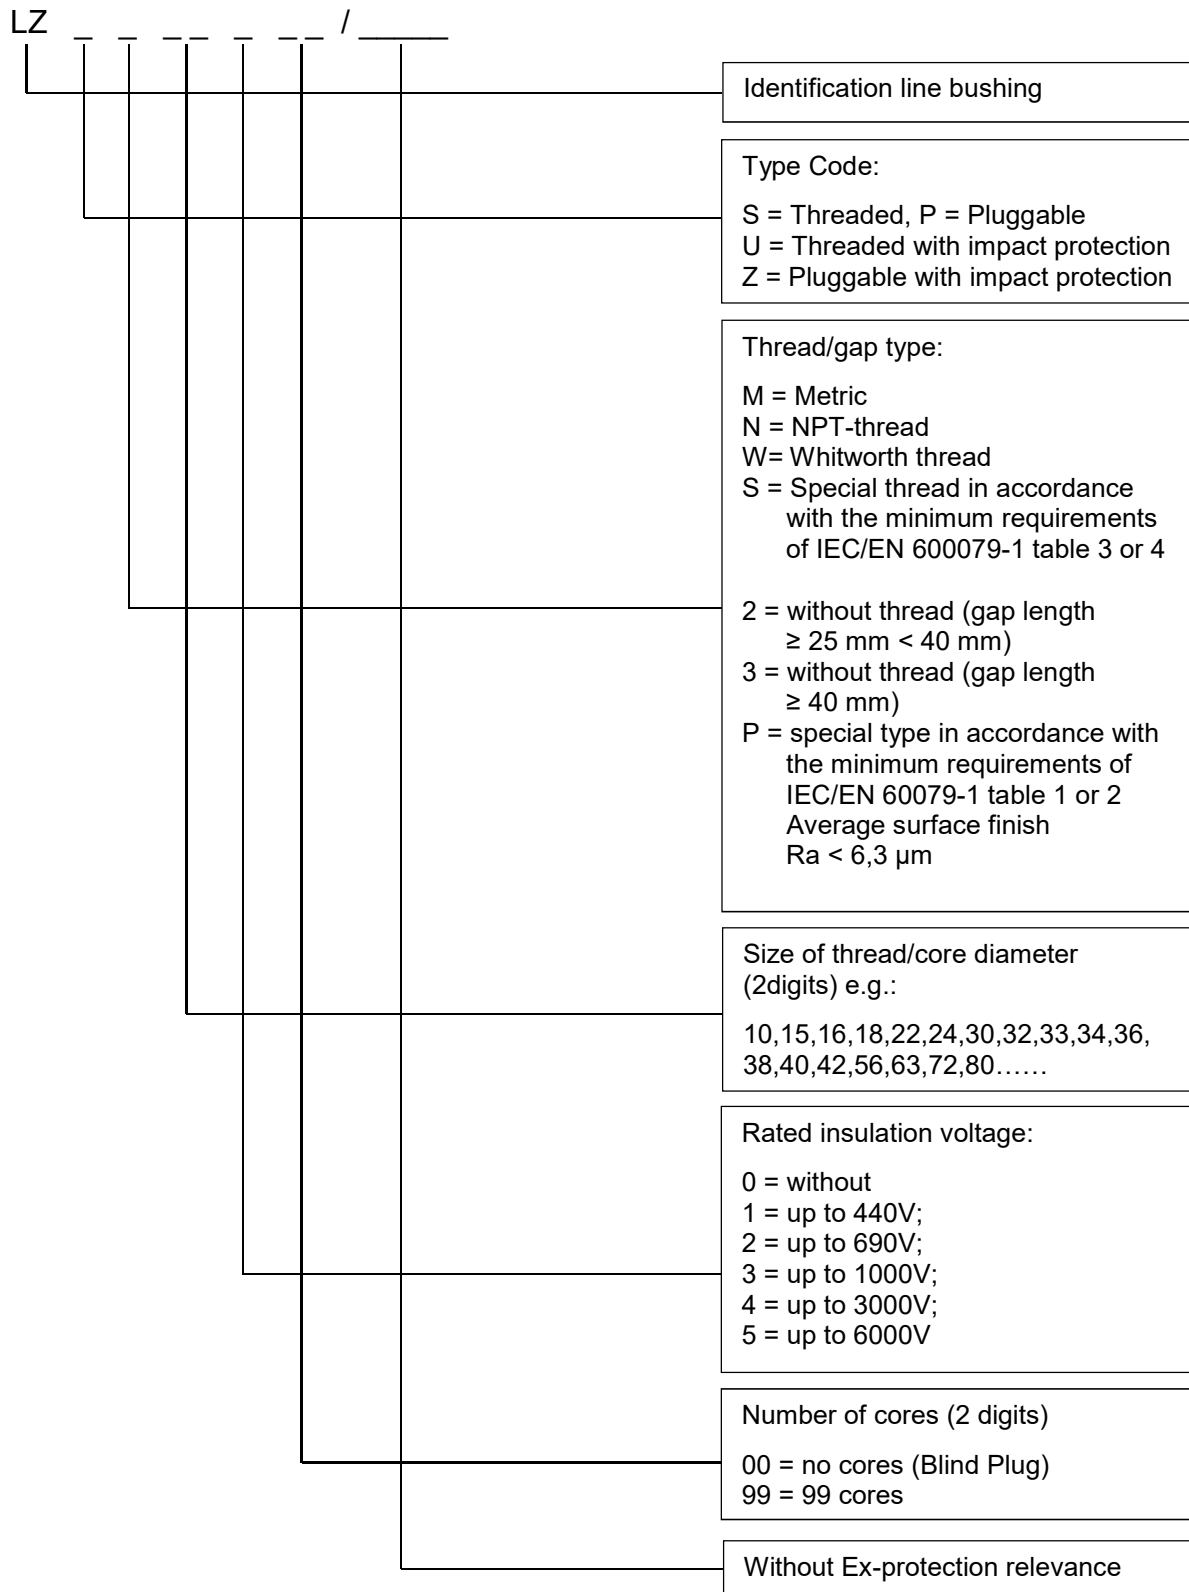 LZ _ _ _ _ _ _ _ / _____
Identification line bushing
Type Code:
S = Threaded, P = Pluggable
U = Threaded with impact protection
Z = Pluggable with impact protection
Thread/gap type:
M = Metric
N = NPT-thread
W= Whitworth thread
S = Special thread in accordance
with the minimum requirements
of IEC/EN 600079-1 table 3 or 4
2 = without thread (gap length
≥ 25 mm < 40 mm)
3 = without thread (gap length
≥ 40 mm)
P = special type in accordance with
the minimum requirements of
IEC/EN 60079-1 table 1 or 2
Average surface finish
Ra < 6,3 µm
Size of thread/core diameter
(2digits) e.g.:
10,15,16,18,22,24,30,32,33,34,36,
38,40,42,56,63,72,80……
Rated insulation voltage:
0 = without
1 = up to 440V;
2 = up to 690V;
3 = up to 1000V;
4 = up to 3000V;
5 = up to 6000V
Number of cores (2 digits)
00 = no cores (Blind Plug)
99 = 99 cores
Without Ex-protection relevance